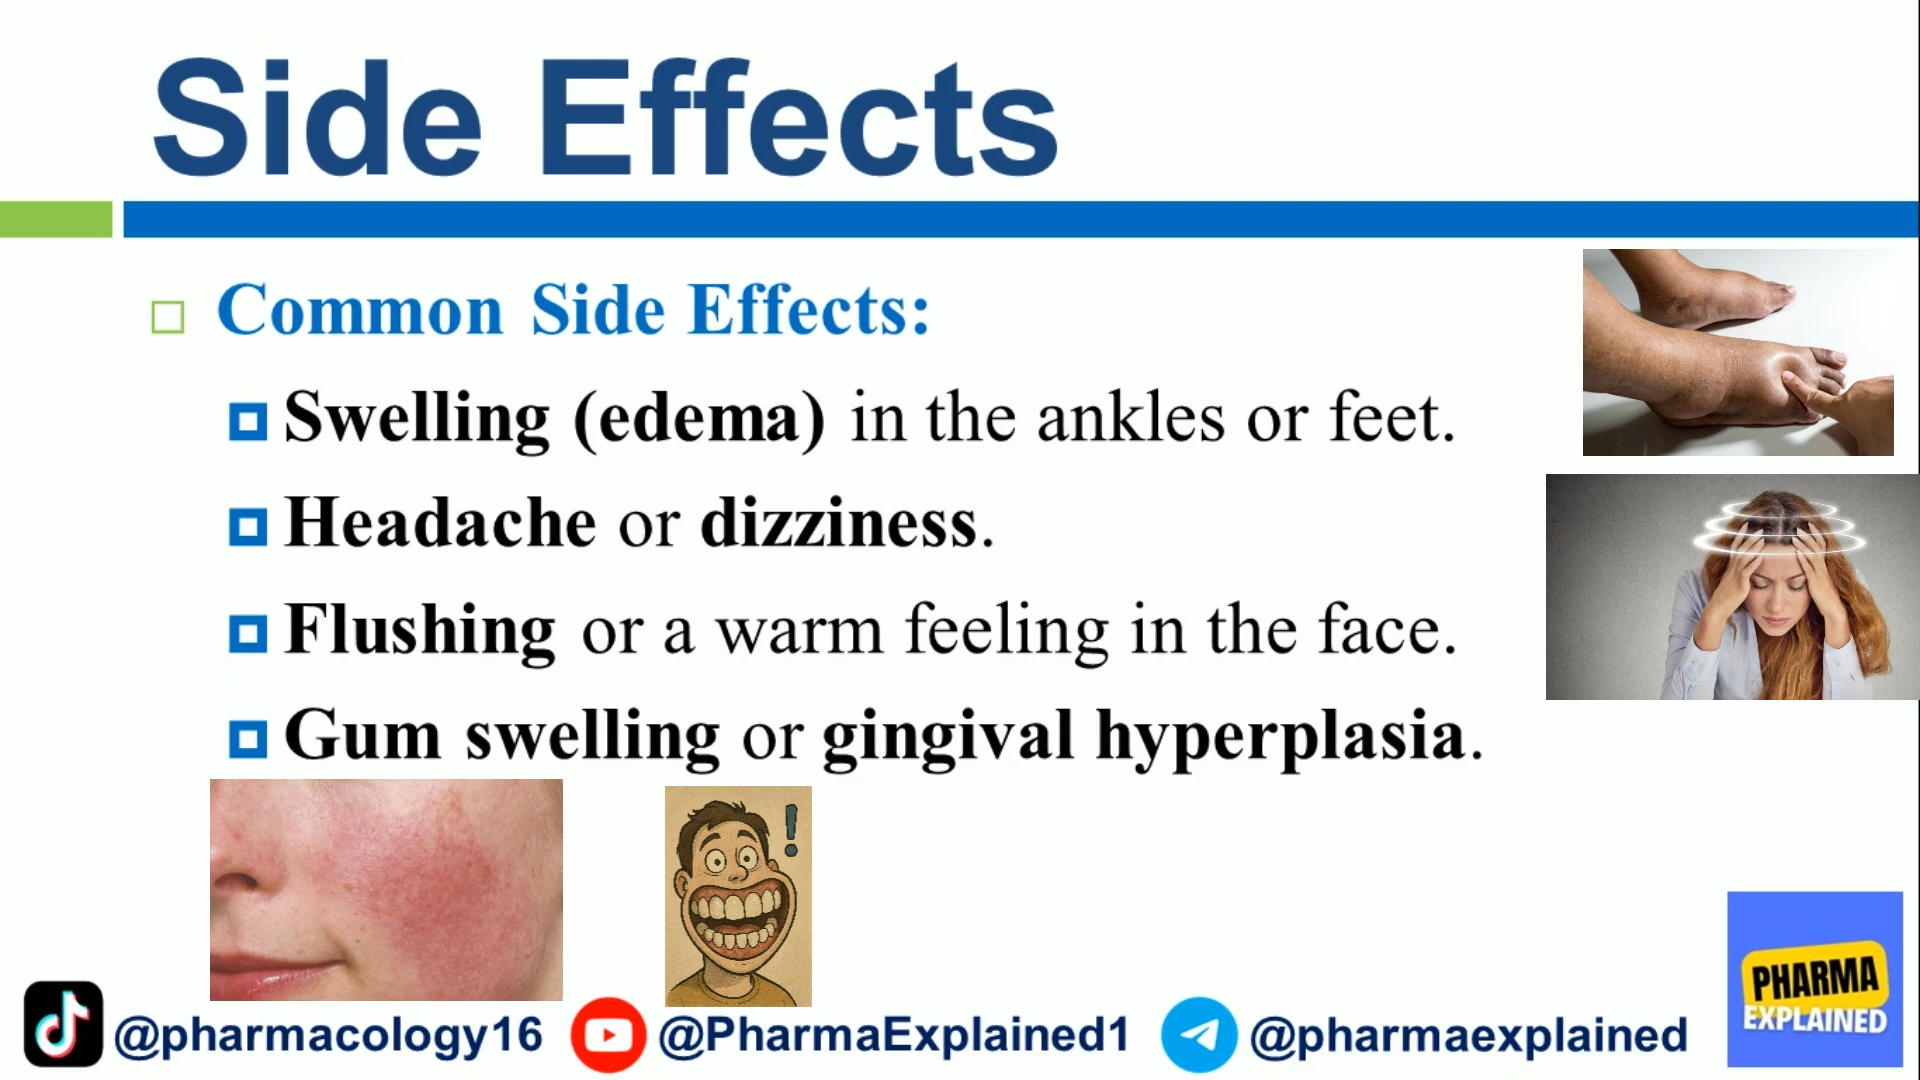 Side Effects
Common Side Effects:
Swelling (edema) in the ankles or feet.
Headache or dizziness.
Flushing or a warm feeling in the face.
Gum swelling or gingival hyperplasia.
!
PHARMA
EXPLAINED
@pharmacology16 @PharmaExplained1 @pharmaexplained